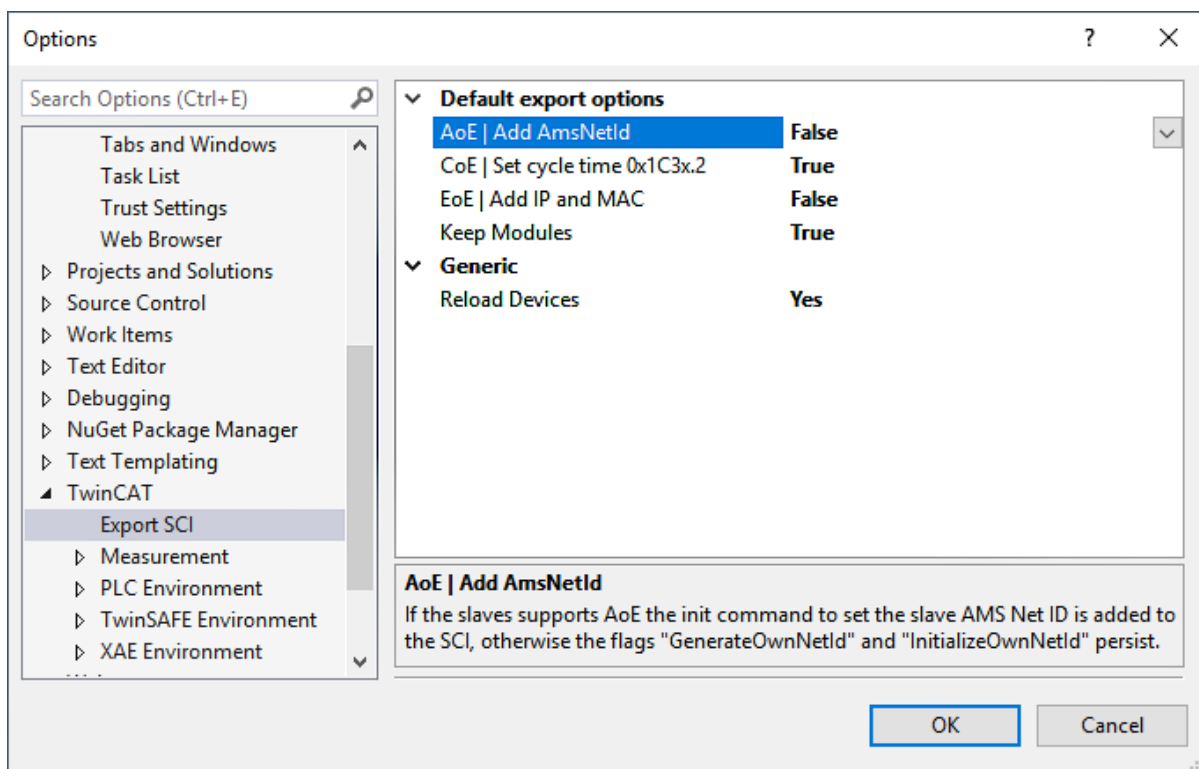 Options
?
Search Options (Ctrl+E)
Tabs and Windows
Task List
Trust Settings
Web Browser
Projects and Solutions
Source Control
Work Items
Text Editor
Debugging
NuGet Package Manager
Text Templating
TwinCAT
Export SCI
Measurement
PLC Environment
TwinSAFE Environment
XAE Environment
Default export options
AoE | Add AmsNetId False
CoE | Set cycle time 0x1C3x.2 True
EoE | Add IP and MAC False
Keep Modules True
Generic
Reload Devices Yes
AoE | Add AmsNetId
If the slaves supports AoE the init command to set the slave AMS Net ID is added to
the SCI, otherwise the flags "GenerateOwnNetId" and "InitializeOwnNetId" persist.
OK Cancel